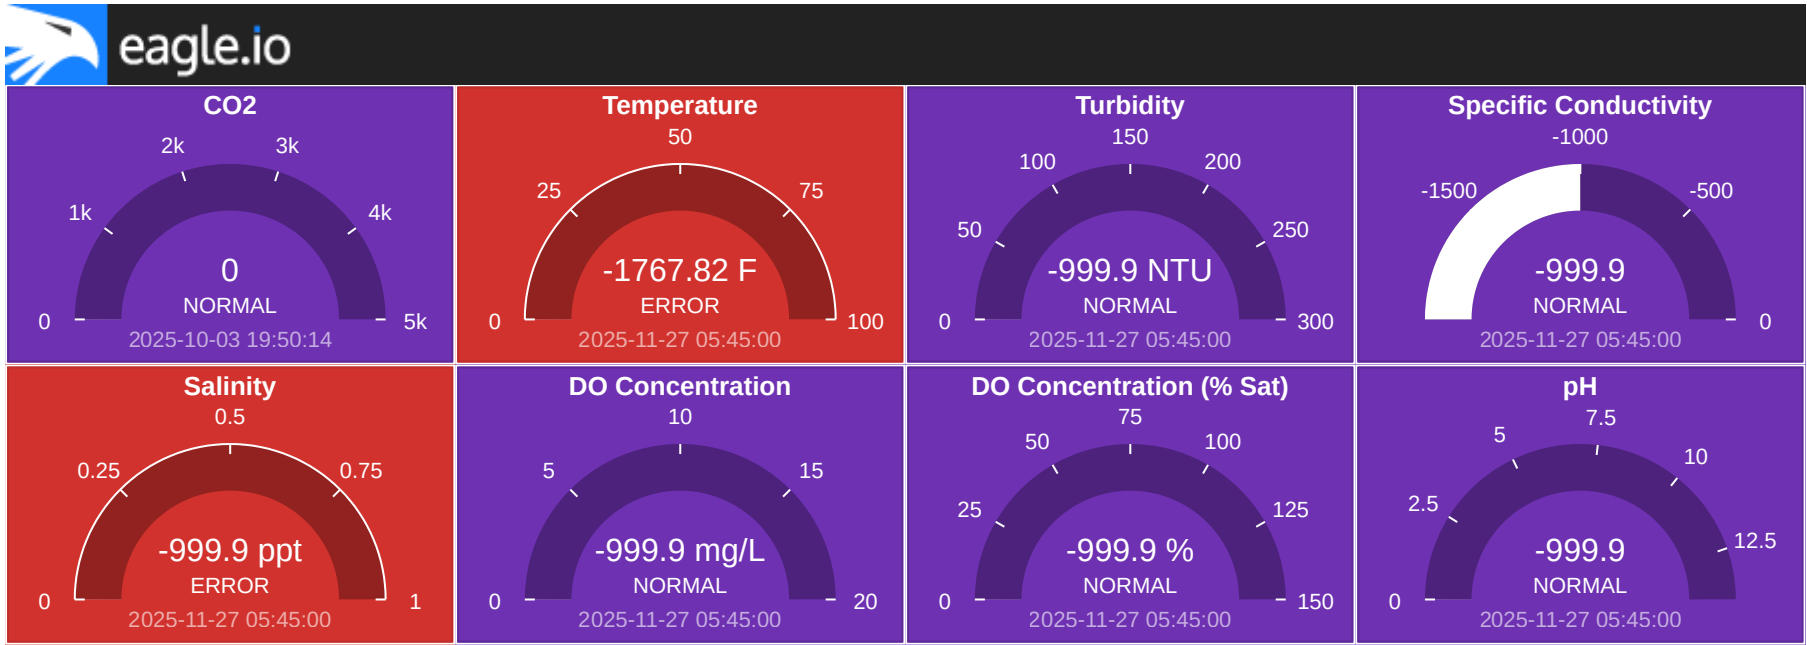 eagle.io
CO2
2k
3k
1k
4k
0
NORMAL
0
5k
2025-10-03 19:50:14
Temperature
50
25
75
-1767.82 F
ERROR
0
100
2025-11-27 05:45:00
Turbidity
150
100
200
50
250
-999.9 NTU
NORMAL
0
300
2025-11-27 05:45:00
Specific Conductivity
-1000
-1500
-500
-999.9
NORMAL
0
2025-11-27 05:45:00
Salinity
0.5
0.25
0.75
-999.9 ppt
ERROR
0
1
2025-11-27 05:45:00
DO Concentration
10
5
15
-999.9 mg/L
NORMAL
0
20
2025-11-27 05:45:00
DO Concentration (% Sat)
75
50
100
25
125
-999.9 %
NORMAL
0
150
2025-11-27 05:45:00
pH
7.5
5
10
2.5
12.5
-999.9
NORMAL
0
2025-11-27 05:45:00